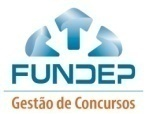 FUNDEP
Gestão de Concursos